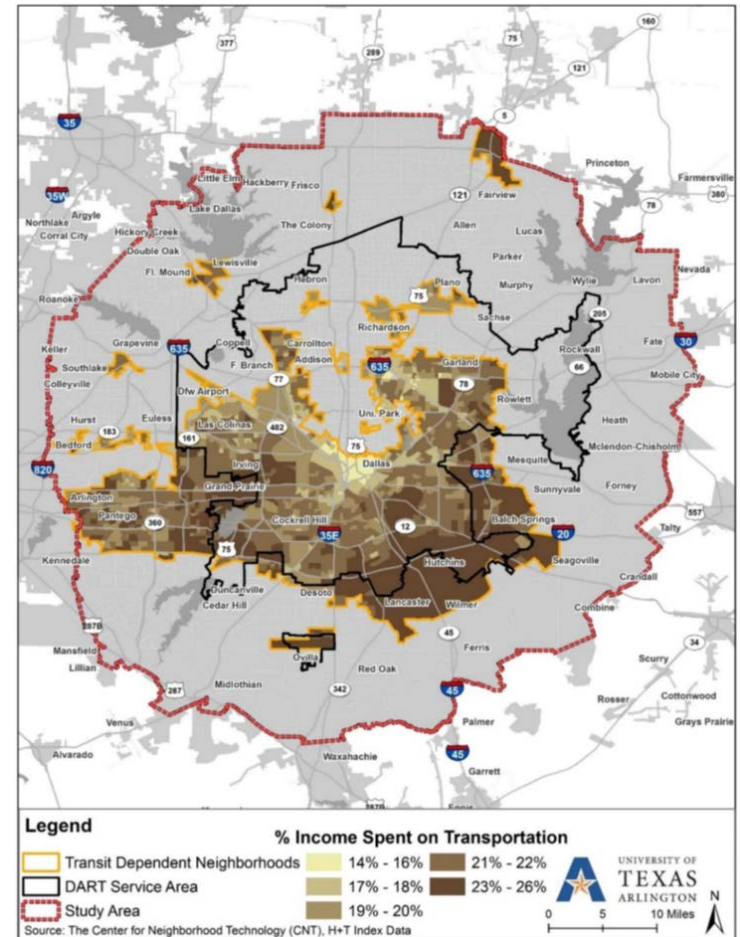 377
75
160
289
121
35
5
Princeton
Little Elm
Hackberry
Frisco
Farmersville
380
35W
121
Fairview
78
Argyle
Lake Dallas
Northlake
The Colony
Allen
Lucas
Corral City
Hickory Creek
Double Oak
Parker
Lewisville
Fl. Mound
Hebron
Plano
Murphy
Wylie
Lavon
Nevada
Roanoke
75
Sachse
205
Richardson
Keller
Grapevine
635
Coppell
Carrollton
Rockwall
Fate
30
Southlake
F. Branch
Addison
635
Garland
66
Mobile City
Colleyville
77
78
Dfw Airport
Rowlett
Hurst
Euless
Las Colinas
Uni. Park
Heath
183
482
Bedford
161
75
Mclendon-Chisholm
820
Irving
Dallas
635
Mesquite
Grand Prairie
Sunnyvale
Forney
Arlington
557
Pantego
360
Cockrell Hill
35E
12
Balch Springs
Talty
20
75
Kennedale
Hutchins
Seagoville
Duncanville
Desoto
Crandall
Cedar Hill
Lancaster
Wilmer
Combine
287B
45
34
Mansfield
Ferris
Scurry
Lillian
Ovilla
Red Oak
Midlothian
45
Cottonwood
287
342
Rosser
Venus
Palmer
Grays Prairie
Alvarado
Waxahachie
45
Garrett
Legend
% Income Spent on Transportation
Transit Dependent Neighborhoods
14% - 16%
21% - 22%
DART Service Area
17% - 18%
23% - 26%
Study Area
19% - 20%
UNIVERSITY OF
TEXAS
ARLINGTON
N
0 5 10 Miles
Source: The Center for Neighborhood Technology (CNT), H+T Index Data